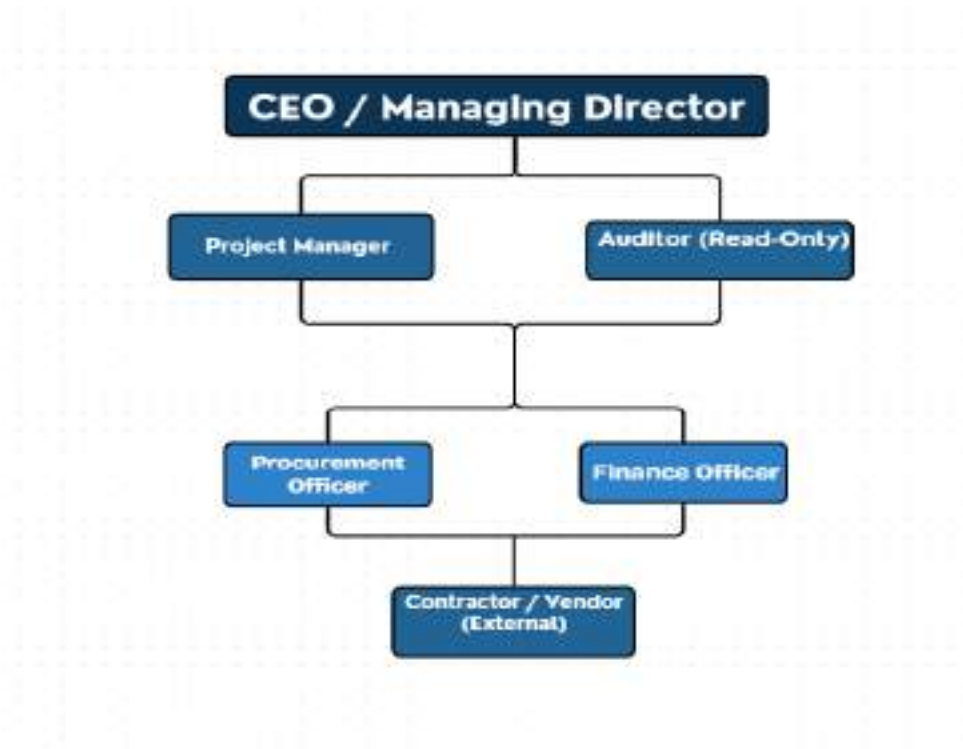 CEO / Managing Director
Project Manager
Auditor (Read-Only)
Procurement
Officer
Finance Officer
Contractor / Vendor
(External)